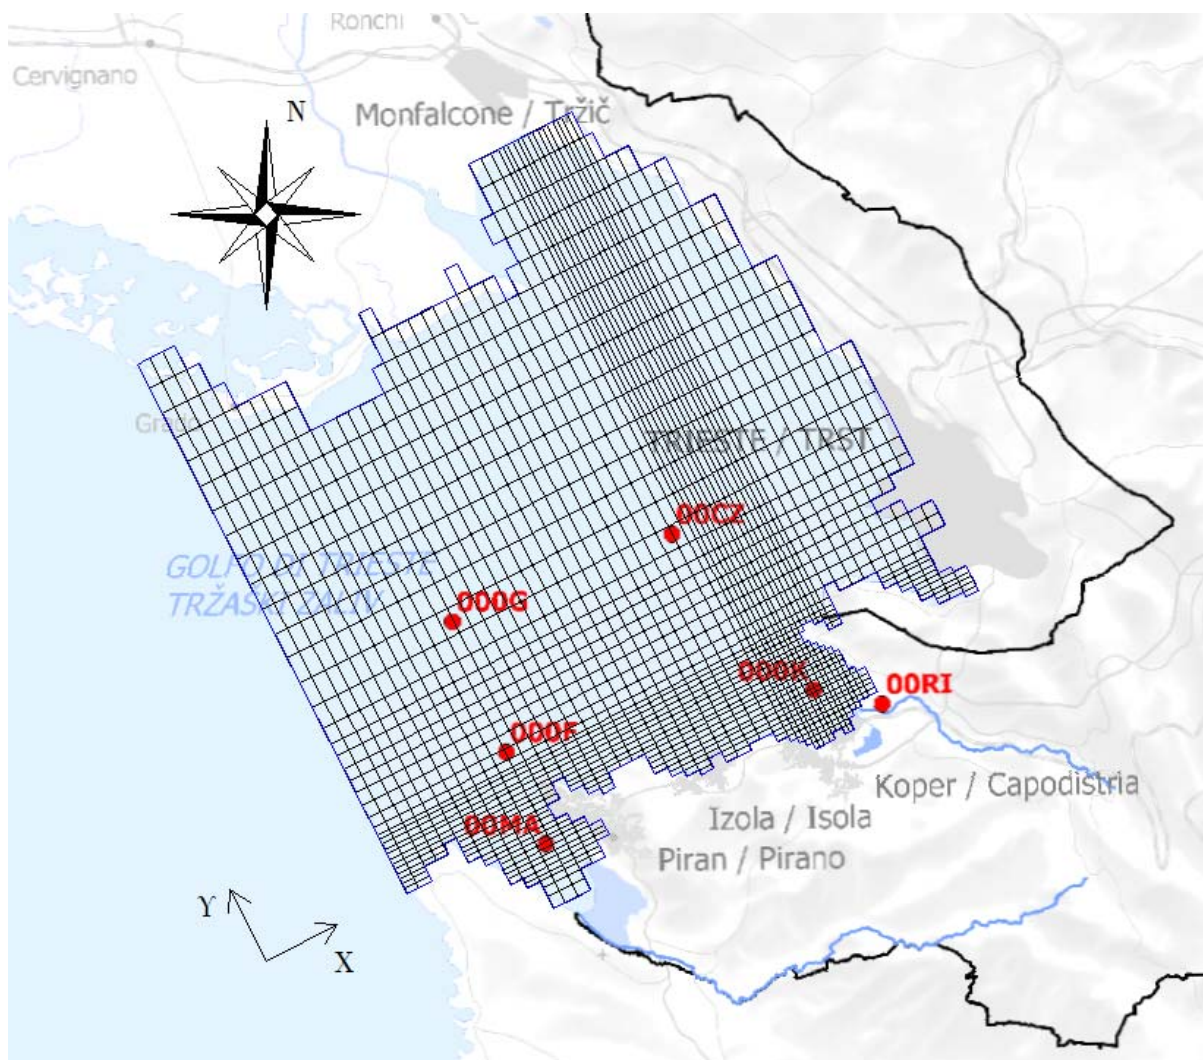 Ronchi
Cervignano
N
Monfalcone / Tržič
Grado
TRIESTE / TRST
00CZ
GOLFO DI TRIESTE
TRŽAŠKI ZALIV
000G
000K
00RI
000F
Koper / Capodistria
00MA
Izola / Isola
Piran / Pirano
Y
X